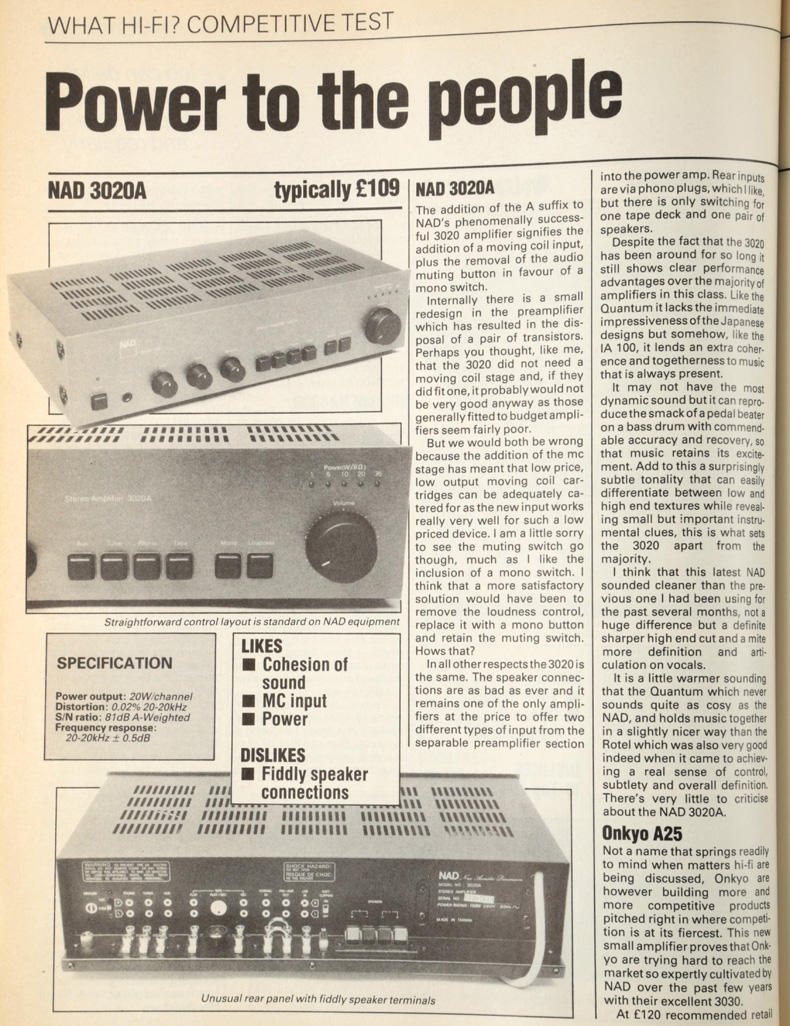 WHAT HI-FI? COMPETITIVE TEST
Power to the people
NAD 3020A typically £109
NAD
Stereo Amplifier 3020A
Power(W/8Ω)
1 5 10 20 35
Volume
Aux Tuner Phono Tape Mono Loudness
Straightforward control layout is standard on NAD equipment
SPECIFICATION
Power output: 20W/channel
Distortion: 0.02% 20-20kHz
S/N ratio: 81dB A-Weighted
Frequency response:
20-20kHz ± 0.5dB
LIKES
■ Cohesion of
sound
■ MC input
■ Power
DISLIKES
■ Fiddly speaker
connections
SHOCK HAZARD:
RISQUE DE CHOC:
NAD
MODEL NO. 3020A
STEREO AMPLIFIER
SERIAL NO.
MADE IN TAIWAN
Unusual rear panel with fiddly speaker terminals
NAD 3020A
The addition of the A suffix to
NAD's phenomenally success-
ful 3020 amplifier signifies the
addition of a moving coil input,
plus the removal of the audio
muting button in favour of a
mono switch.
Internally there is a small
redesign in the preamplifier
which has resulted in the dis-
posal of a pair of transistors.
Perhaps you thought, like me,
that the 3020 did not need a
moving coil stage and, if they
did fit one, it probably would not
be very good anyway as those
generally fitted to budget ampli-
fiers seem fairly poor.
But we would both be wrong
because the addition of the mc
stage has meant that low price,
low output moving coil car-
tridges can be adequately ca-
tered for as the new input works
really very well for such a low
priced device. I am a little sorry
to see the muting switch go
though, much as I like the
inclusion of a mono switch. I
think that a more satisfactory
solution would have been to
remove the loudness control,
replace it with a mono button
and retain the muting switch.
Hows that?
In all other respects the 3020 is
the same. The speaker connec-
tions are as bad as ever and it
remains one of the only ampli-
fiers at the price to offer two
different types of input from the
separable preamplifier section
into the power amp. Rear inputs
are via phono plugs, which I like,
but there is only switching for
one tape deck and one pair of
speakers.
Despite the fact that the 3020
has been around for so long it
still shows clear performance
advantages over the majority of
amplifiers in this class. Like the
Quantum it lacks the immediate
impressiveness of the Japanese
designs but somehow, like the
IA 100, it lends an extra coher-
ence and togetherness to music
that is always present.
It may not have the most
dynamic sound but it can repro-
duce the smack of a pedal beater
on a bass drum with commend-
able accuracy and recovery, so
that music retains its excite-
ment. Add to this a surprisingly
subtle tonality that can easily
differentiate between low and
high end textures while reveal-
ing small but important instru-
mental clues, this is what sets
the 3020 apart from the
majority.
I think that this latest NAD
sounded cleaner than the pre-
vious one I had been using for
the past several months, not a
huge difference but a definite
sharper high end cut and a mite
more definition and arti-
culation on vocals.
It is a little warmer sounding
that the Quantum which never
sounds quite as cosy as the
NAD, and holds music together
in a slightly nicer way than the
Rotel which was also very good
indeed when it came to achiev-
ing a real sense of control,
subtlety and overall definition.
There's very little to criticise
about the NAD 3020A.
Onkyo A25
Not a name that springs readily
to mind when matters hi-fi are
being discussed, Onkyo are
however building more and
more competitive products
pitched right in where competi-
tion is at its fiercest. This new
small amplifier proves that Onk-
yo are trying hard to reach the
market so expertly cultivated by
NAD over the past few years
with their excellent 3030.
At £120 recommended retail